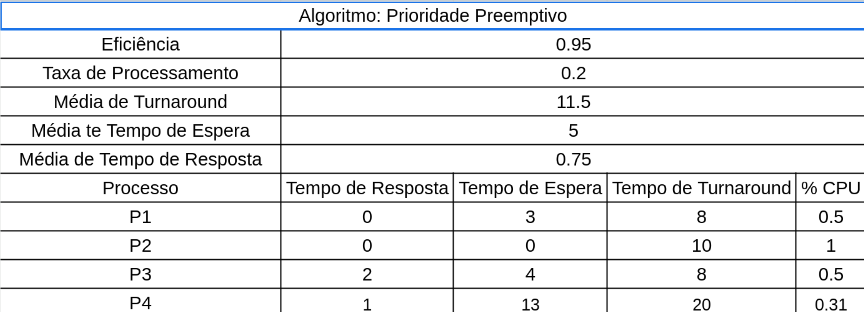 Algoritmo: Prioridade Preemptivo
Eficiência 0.95
Taxa de Processamento 0.2
Média de Turnaround 11.5
Média te Tempo de Espera 5
Média de Tempo de Resposta 0.75
Processo Tempo de Resposta Tempo de Espera Tempo de Turnaround % CPU
P1 0 3 8 0.5
P2 0 0 10 1
P3 2 4 8 0.5
P4 1 13 20 0.31